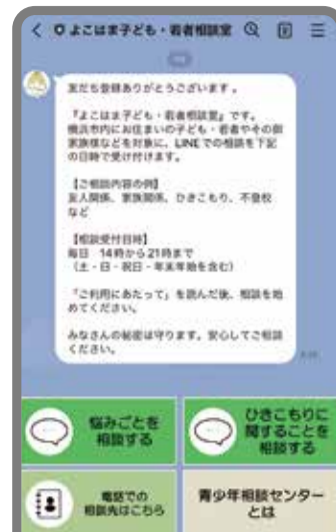 よこはま子ども・若者相談室
友だち登録ありがとうございます。
『よこはま子ども・若者相談室』です。
横浜市内にお住まいの子ども・若者やその御
家族様などを対象に、LINEでの相談を下記
の日時で受け付けます。
【ご相談内容の例】
友人関係、家族関係、ひきこもり、不登校
など
【相談受付日時】
毎日 14時から21時まで
（土・日・祝日・年末年始を含む）
「ご利用にあたって」を読んだ後、相談を始
めてください。
みなさんの秘密は守ります。安心してご相談
ください。
悩みごとを
相談する
ひきこもりに
関することを
相談する
電話での
相談先はこちら
青少年相談センター
とは